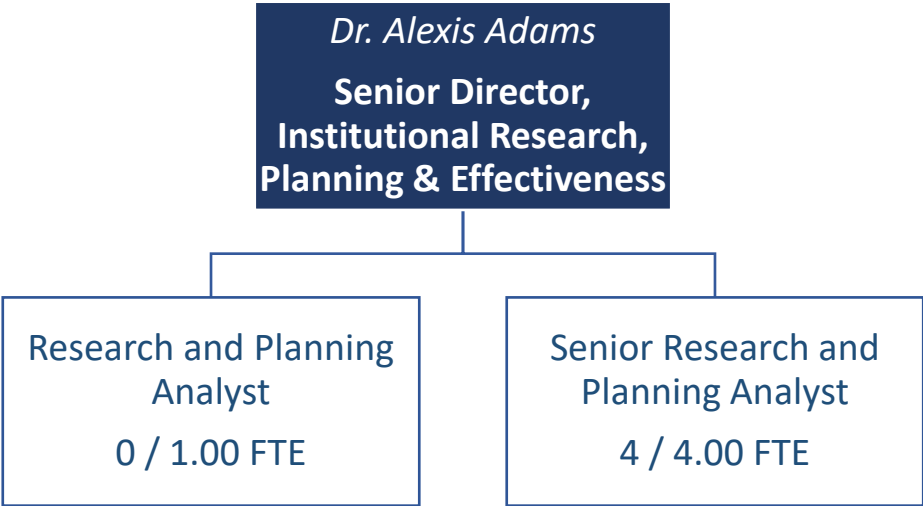 Dr. Alexis Adams
Senior Director,
Institutional Research,
Planning & Effectiveness
Research and Planning
Analyst
0 / 1.00 FTE
Senior Research and
Planning Analyst
4 / 4.00 FTE